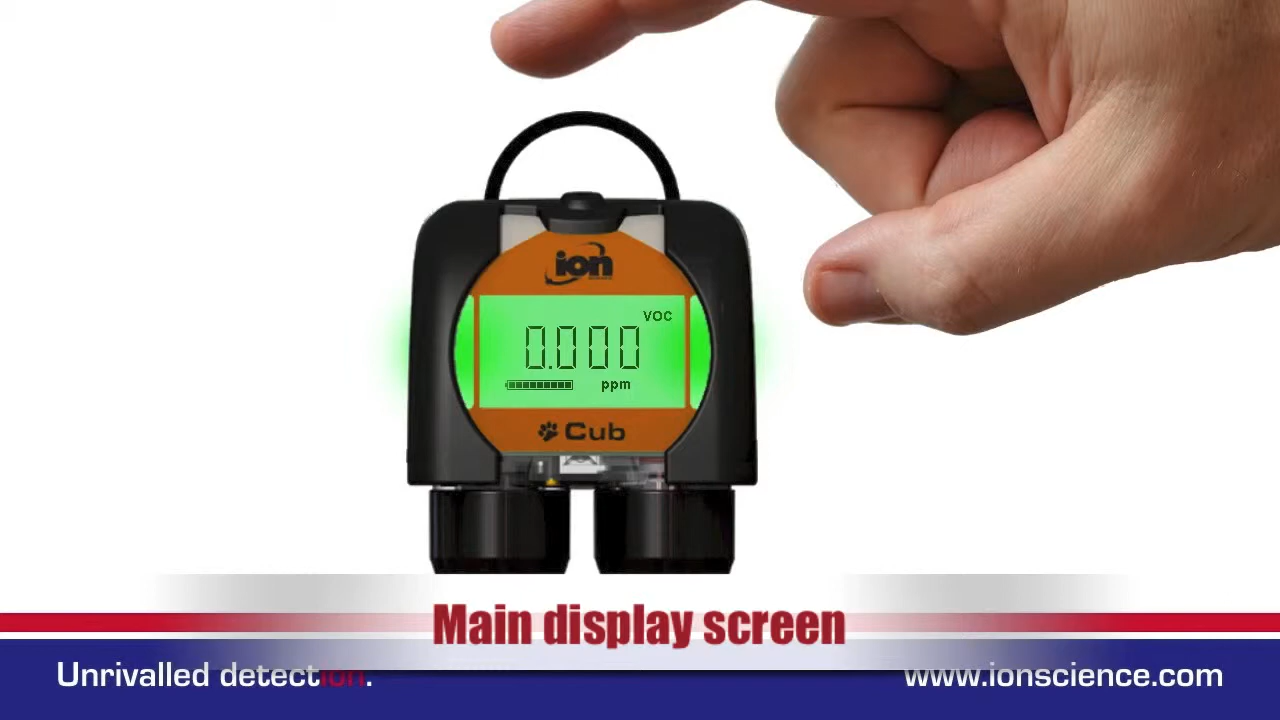 ion
VOC
0.000
ppm
Cub
Main display screen
Unrivalled detection.
www.ionscience.com